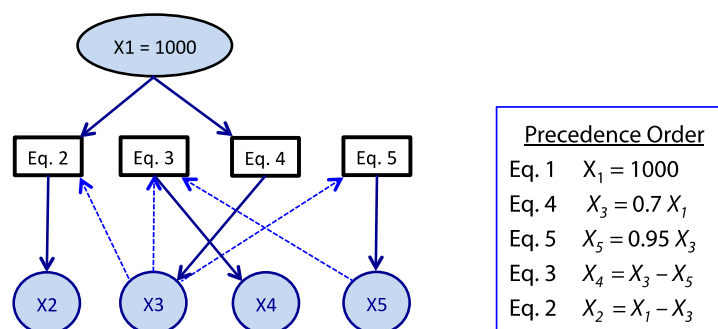 X1 = 1000
Eq. 2
Eq. 3
Eq. 4
Eq. 5
X2
X3
X4
X5
Precedence Order
Eq. 1 X₁ = 1000
Eq. 4 X₃ = 0.7 X₁
Eq. 5 X₅ = 0.95 X₃
Eq. 3 X₄ = X₃ – X₅
Eq. 2 X₂ = X₁ – X₃